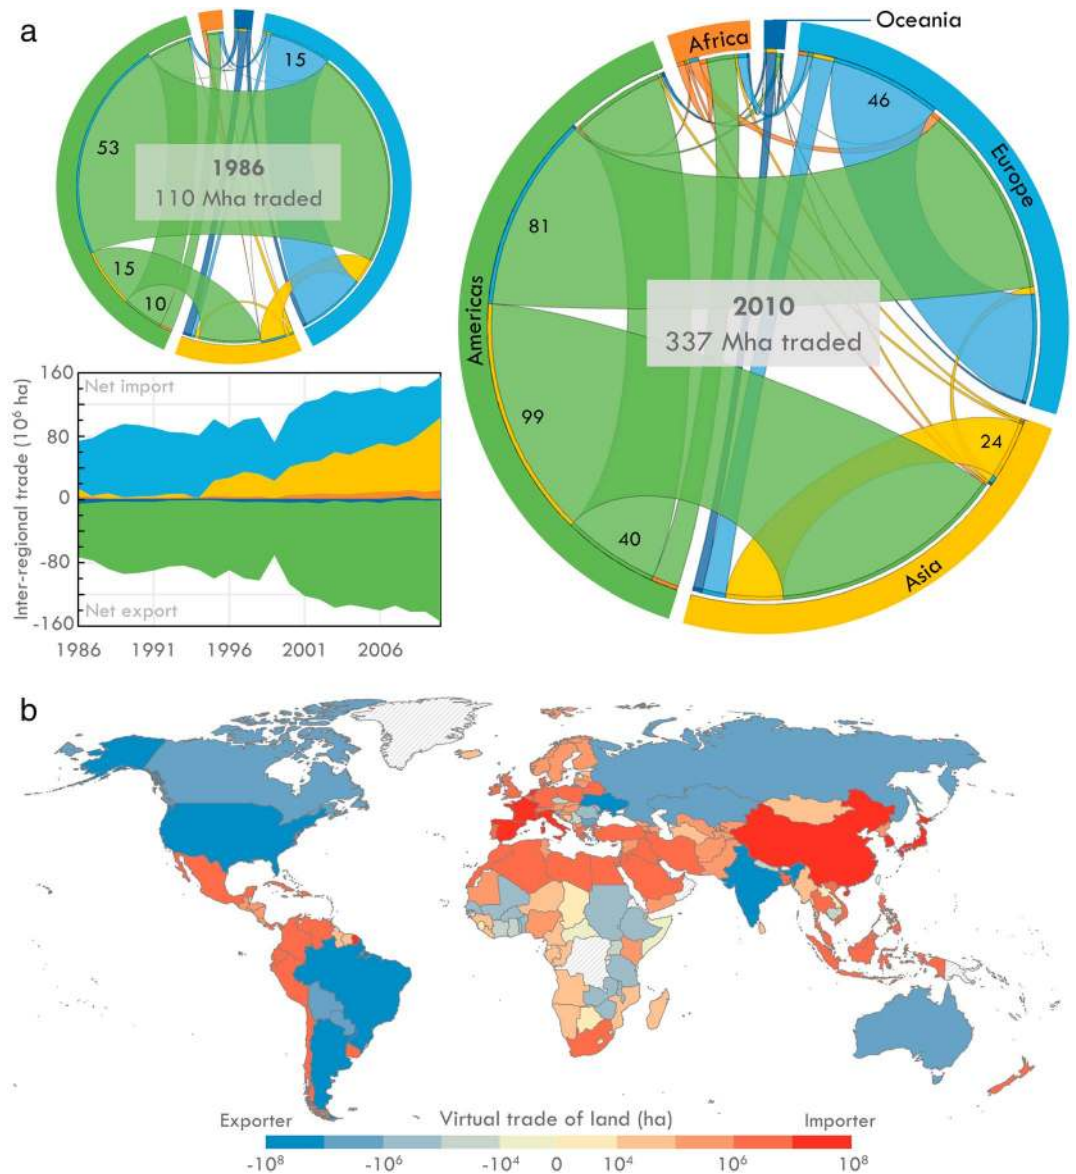 a
15
53
1986
110 Mha traded
15
10
Oceania
Africa
46
Europe
81
2010
337 Mha traded
Americas
99
24
40
Asia
Inter-regional trade (10⁶ ha)
160
Net import
80
0
-80
Net export
-160
1986 1991 1996 2001 2006
b
Exporter Virtual trade of land (ha) Importer
-10⁸ -10⁶ -10⁴ 0 10⁴ 10⁶ 10⁸